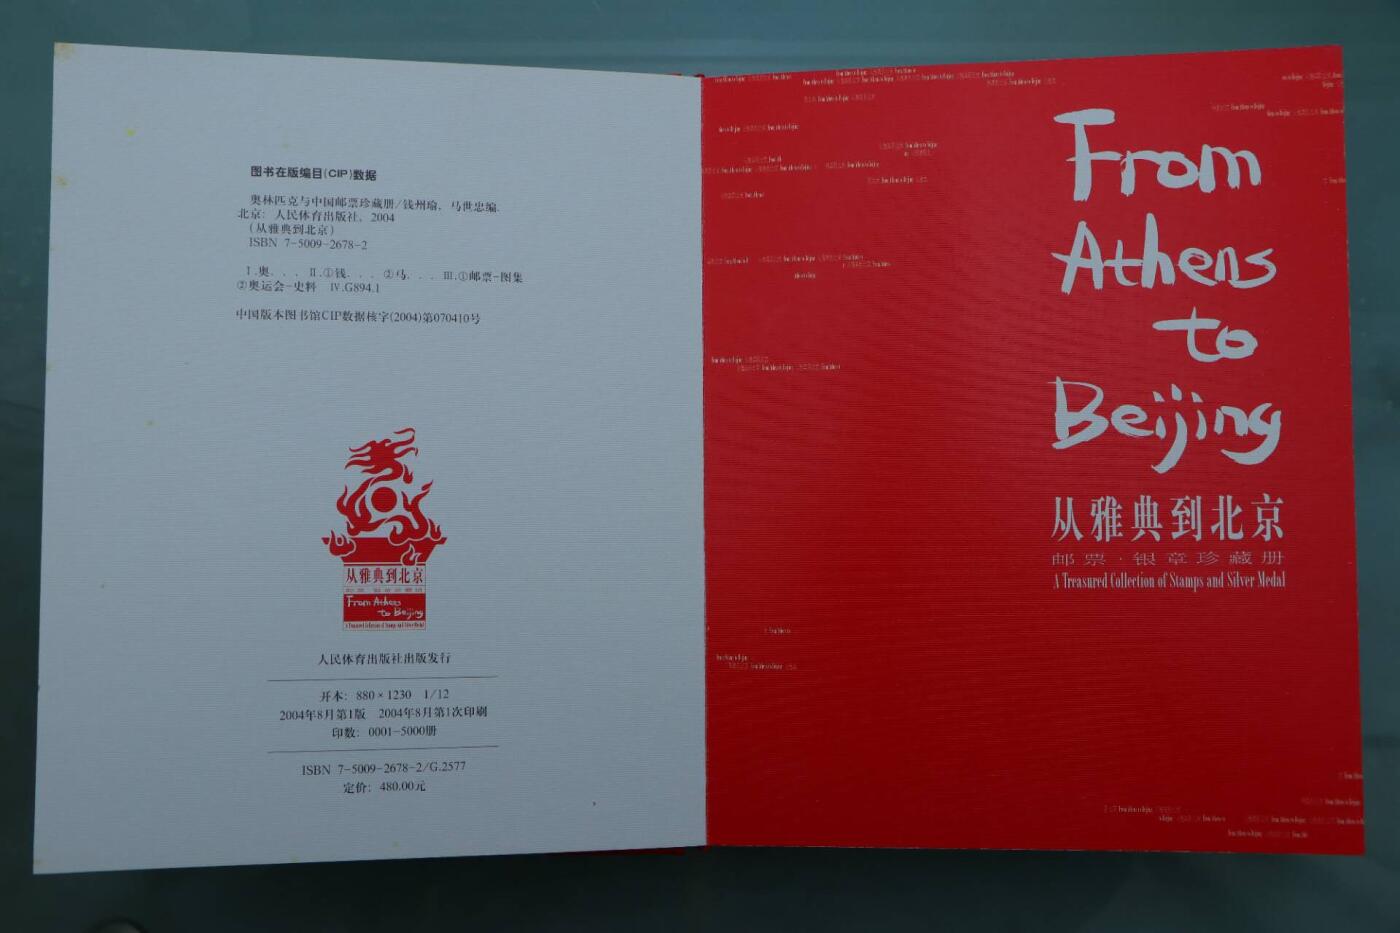 图书在版编目(CIP)数据
奥林匹克与中国邮票珍藏册/钱州瑜，马世忠编.
北京：人民体育出版社，2004
(从雅典到北京)
ISBN 7-5009-2678-2
Ⅰ.奥... Ⅱ.①钱...②马... Ⅲ.①邮票-图集
②奥运会-史料 Ⅳ.G894.1
中国版本图书馆CIP数据核字(2004)第070410号
从雅典到北京
From Athens
to Beijing
A Treasured Collection of Stamps and Silver Medal
人民体育出版社出版发行
开本：880×1230 1/12
2004年8月第1版 2004年8月第1次印刷
印数：0001-5000册
ISBN 7-5009-2678-2/G.2577
定价：480.00元
From
Athens
to
Beijing
从雅典到北京
邮票·银章珍藏册
A Treasured Collection of Stamps and Silver Medal